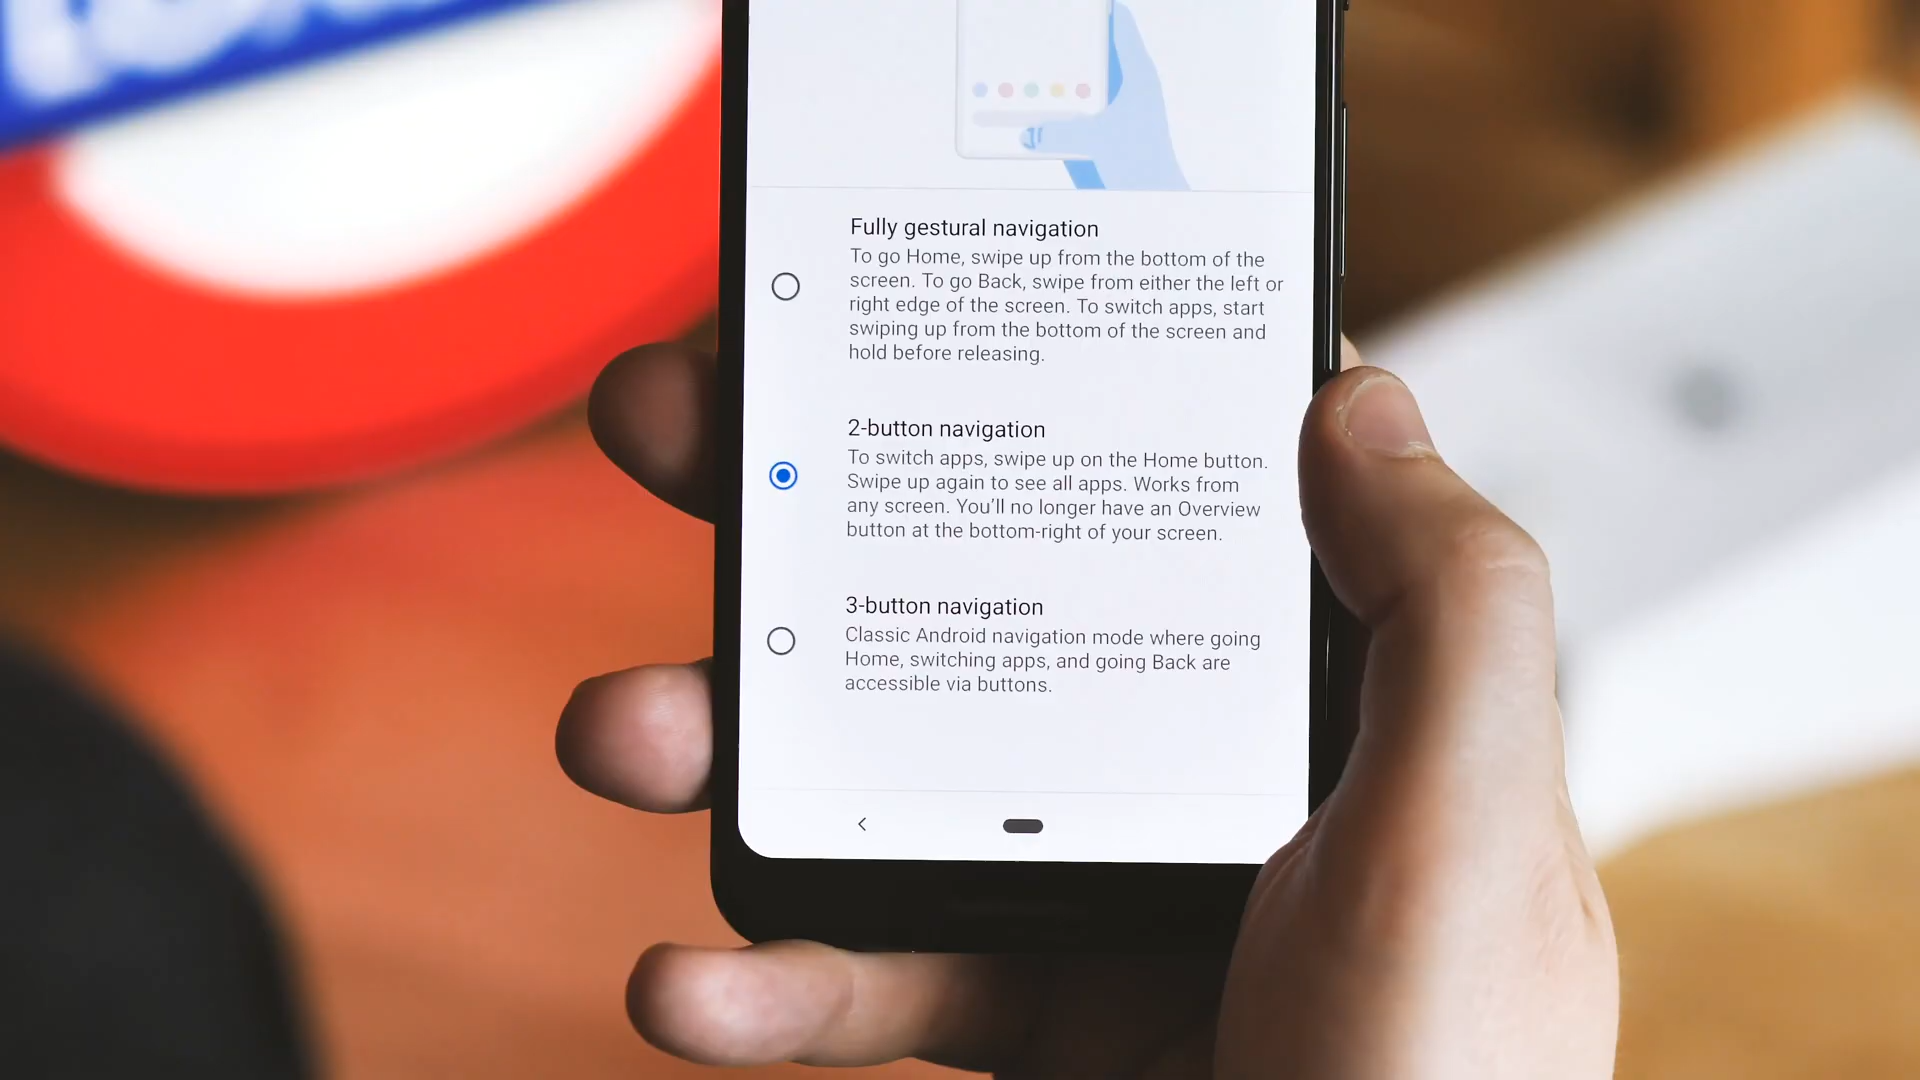 Fully gestural navigation
To go Home, swipe up from the bottom of the
screen. To go Back, swipe from either the left or
right edge of the screen. To switch apps, start
swiping up from the bottom of the screen and
hold before releasing.
2-button navigation
To switch apps, swipe up on the Home button.
Swipe up again to see all apps. Works from
any screen. You’ll no longer have an Overview
button at the bottom-right of your screen.
3-button navigation
Classic Android navigation mode where going
Home, switching apps, and going Back are
accessible via buttons.